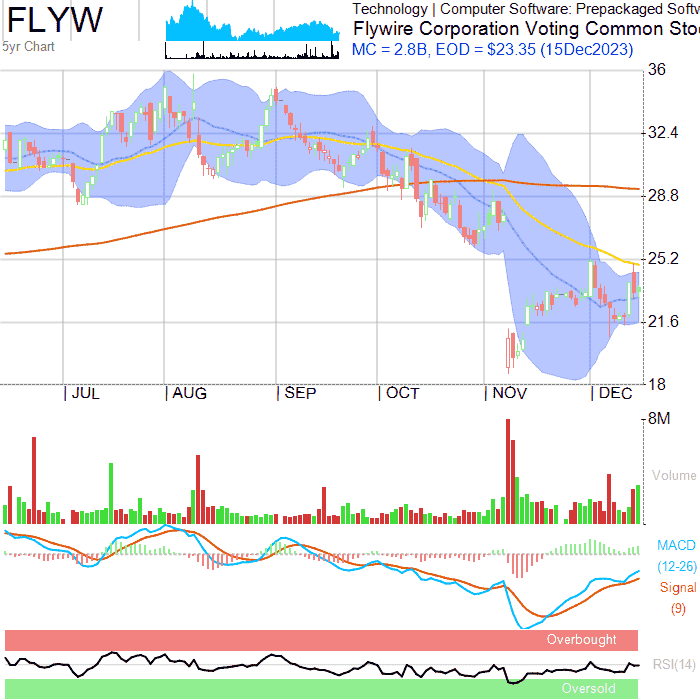 FLYW
5yr Chart
Technology | Computer Software: Prepackaged Softw
Flywire Corporation Voting Common Sto
MC = 2.8B, EOD = $23.35 (15Dec2023)
36
32.4
28.8
25.2
21.6
18
JUL
AUG
SEP
OCT
NOV
DEC
8M
Volume
MACD
(12-26)
Signal
(9)
Overbought
RSI(14)
Oversold